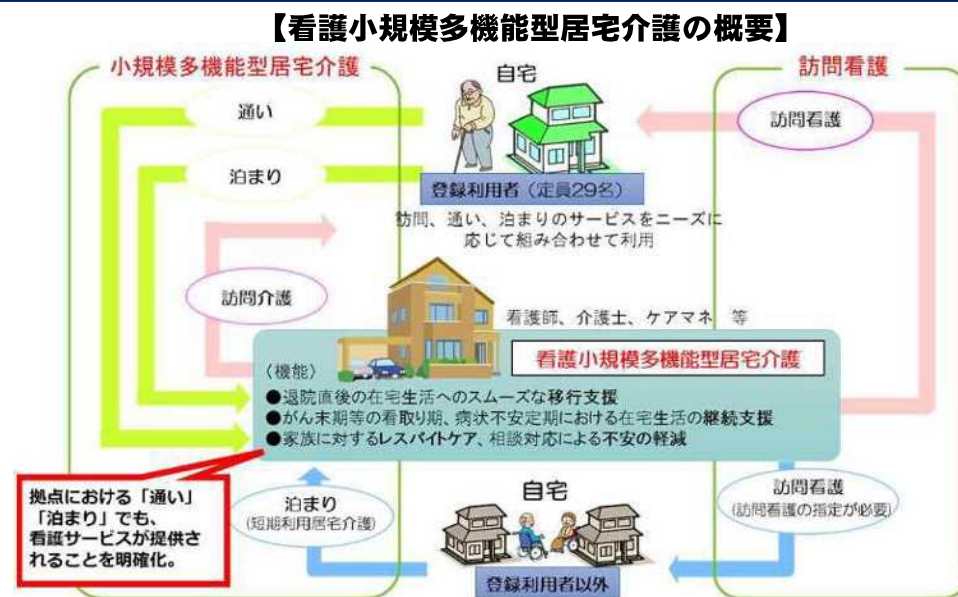 【看護小規模多機能型居宅介護の概要】
小規模多機能型居宅介護
自宅
訪問看護
通い
訪問看護
泊まり
登録利用者（定員29名）
訪問、通い、泊まりのサービスをニーズに
応じて組み合わせて利用
訪問介護
看護師、介護士、ケアマネ 等
看護小規模多機能型居宅介護
（機能）
●退院直後の在宅生活へのスムーズな移行支援
●がん末期等の看取り期、病状不安定期における在宅生活の継続支援
●家族に対するレスパイトケア、相談対応による不安の軽減
拠点における「通い」
「泊まり」でも、
看護サービスが提供さ
れることを明確化。
泊まり
(短期利用居宅介護)
自宅
訪問看護
(訪問看護の指定が必要)
登録利用者以外